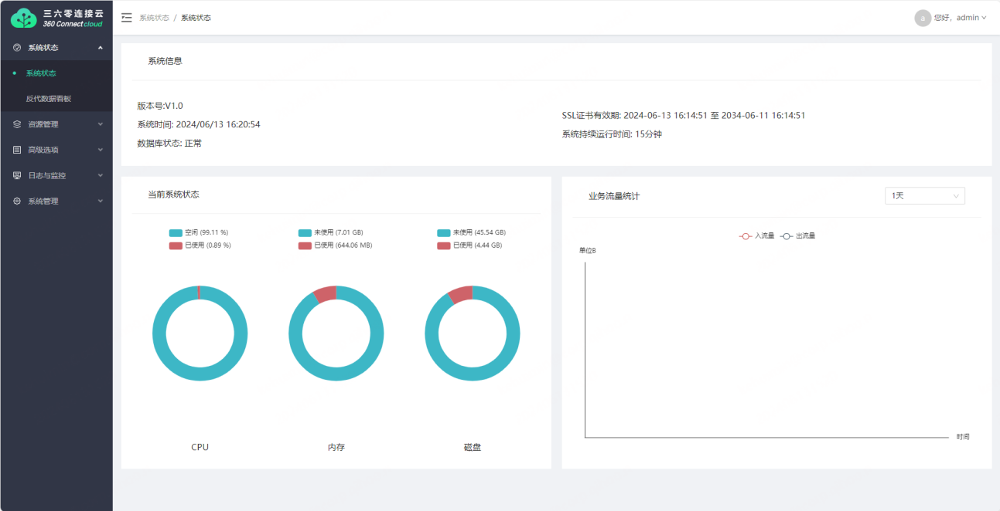 三六零连接云
360 Connect cloud
系统状态 / 系统状态
a 您好，admin
系统状态
系统状态
反代数据看板
资源管理
高级选项
日志与监控
系统管理
系统信息
版本号:V1.0
系统时间: 2024/06/13 16:20:54
数据库状态: 正常
SSL证书有效期: 2024-06-13 16:14:51 至 2034-06-11 16:14:51
系统持续运行时间: 15分钟
当前系统状态
空闲 (99.11 %)
已使用 (0.89 %)
未使用 (7.01 GB)
已使用 (644.06 MB)
未使用 (45.54 GB)
已使用 (4.44 GB)
CPU
内存
磁盘
业务流量统计
1天
入流量 出流量
单位B
时间